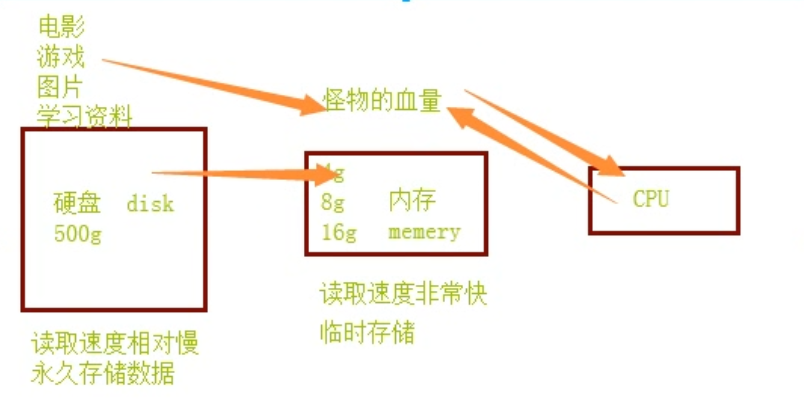 电影
游戏
图片
学习资料
硬盘 disk
500g
读取速度相对慢
永久存储数据
怪物的血量
8g 内存
16g memery
读取速度非常快
临时存储
CPU